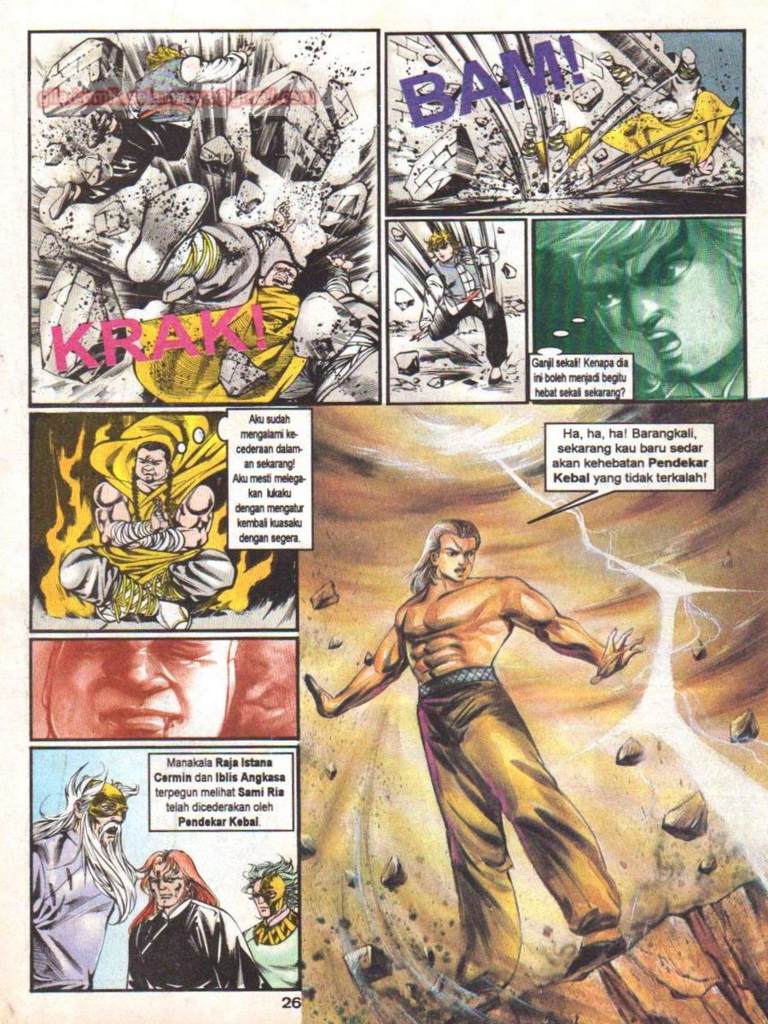 KRAK!
BAM!
Ganjil sekali! Kenapa dia
ini boleh menjadi begitu
hebat sekali sekarang?
Aku sudah
mengalami ke-
cederaan dalam-
an sekarang!
Aku mesti melega-
kan lukaku
dengan mengatur
kembali kuasaku
dengan segera.
Ha, ha, ha! Barangkali,
sekarang kau baru sedar
akan kehebatan Pendekar
Kebal yang tidak terkalah!
Manakala Raja Istana
Cermin dan Iblis Angkasa
terpegun melihat Sami Ria
telah dicederakan oleh
Pendekar Kebal.
26